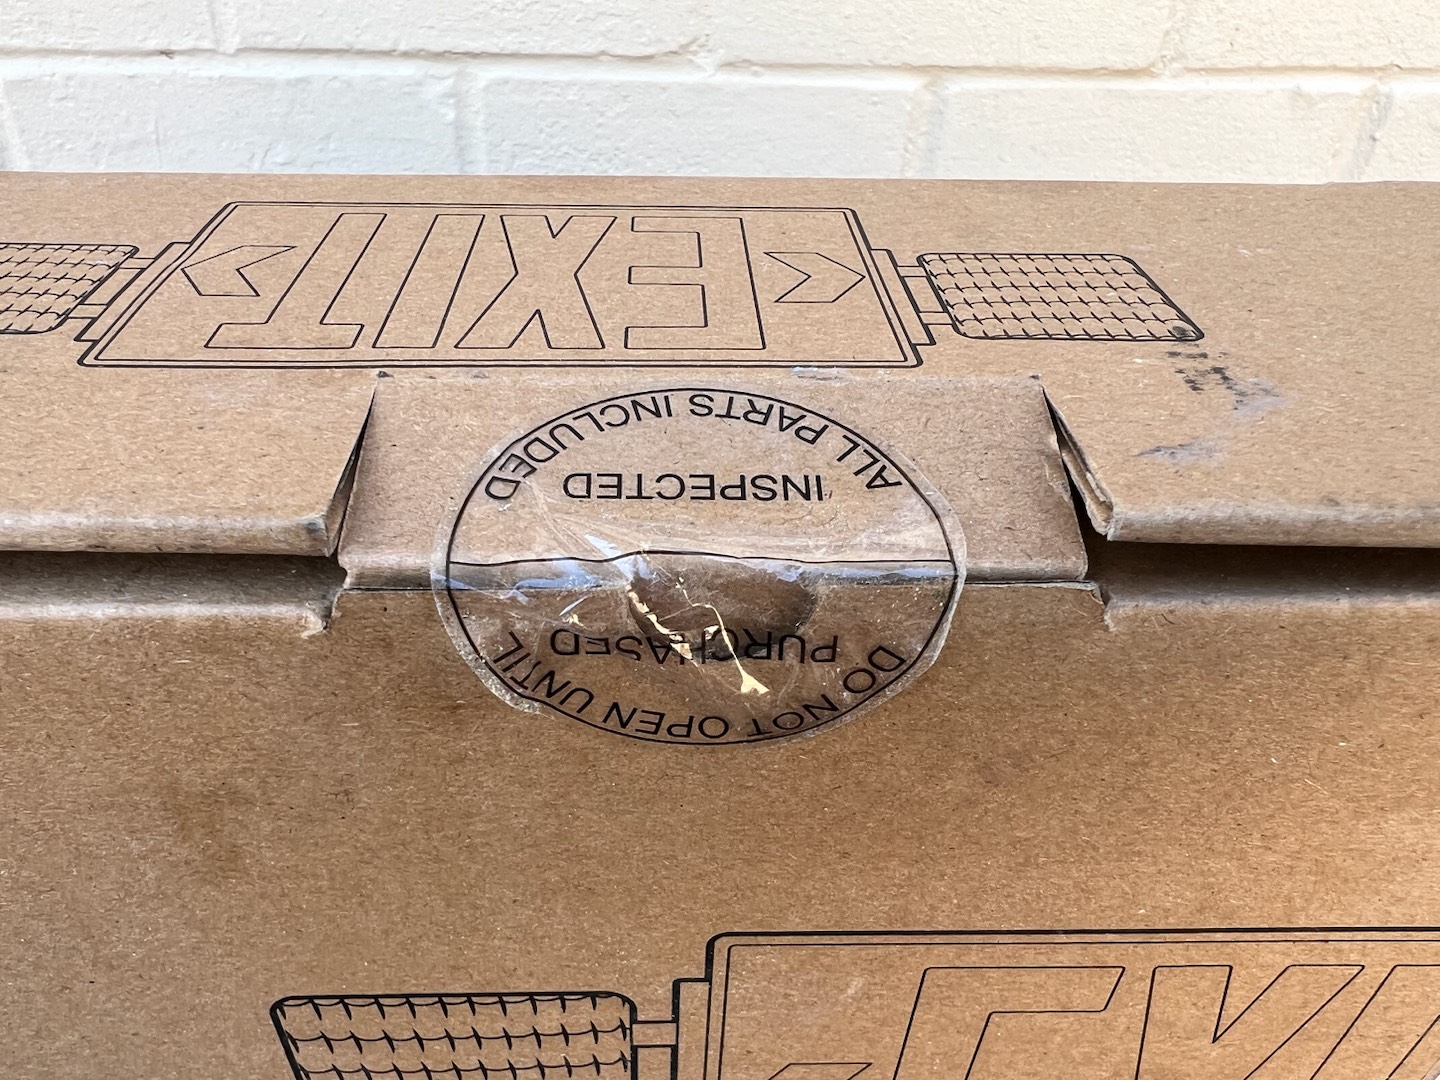 EXIT
DO NOT OPEN UNTIL
PURCHASED
INSPECTED
ALL PARTS INCLUDED